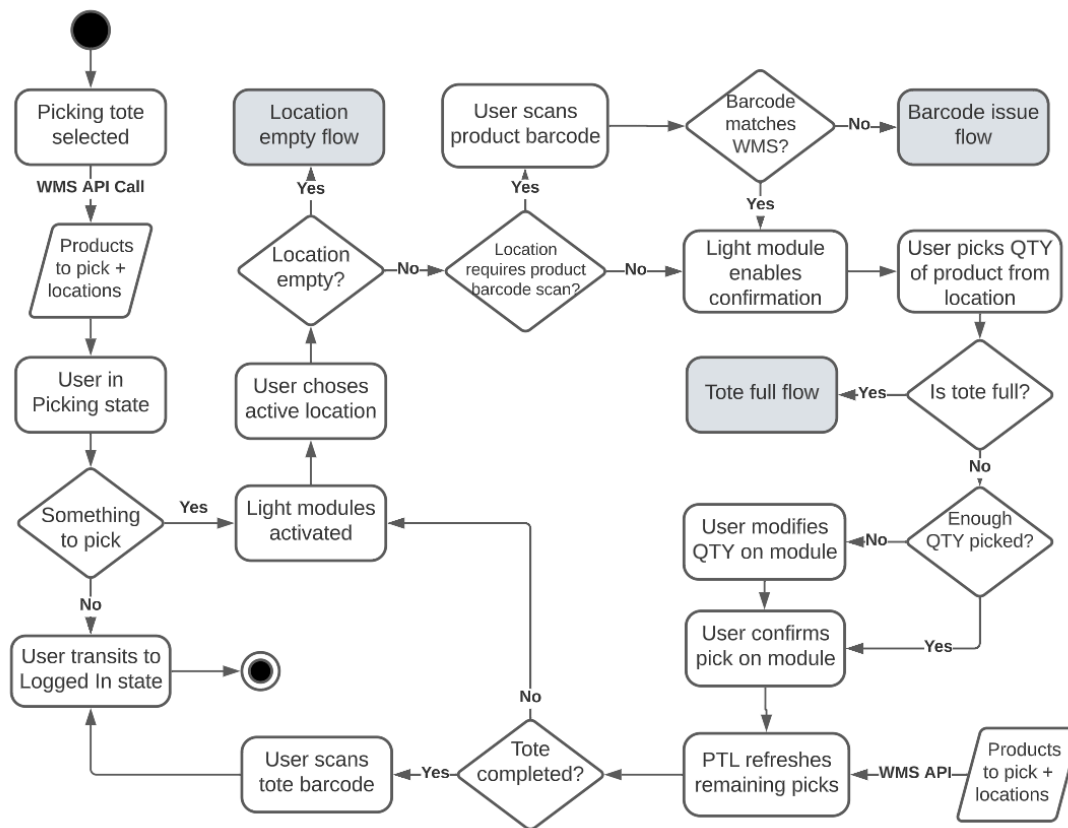 Picking tote
selected
WMS API Call
Products
to pick +
locations
User in
Picking state
Something
to pick
Yes
No
User transits to
Logged In state
Light modules
activated
User choses
active location
Location
empty?
Yes
Location
empty flow
No
Location
requires product
barcode scan?
Yes
User scans
product barcode
Barcode
matches
WMS?
No
Barcode issue
flow
Yes
No
Light module
enables
confirmation
User picks QTY
of product from
location
Is tote full?
Yes
Tote full flow
No
Enough
QTY picked?
No
User modifies
QTY on module
Yes
User confirms
pick on module
PTL refreshes
remaining picks
WMS API
Products
to pick +
locations
Tote
completed?
No
Yes
User scans
tote barcode